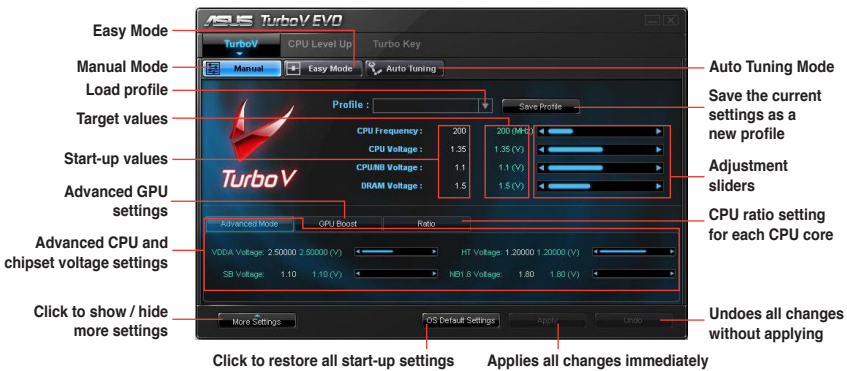 ASUS TurboV EVO
TurboV CPU Level Up Turbo Key
Manual Easy Mode Auto Tuning
Profile : Save Profile
CPU Frequency : 200 200 (MHz)
CPU Voltage : 1.35 1.35 (V)
CPU/NB Voltage : 1.1 1.1 (V)
DRAM Voltage : 1.5 1.5 (V)
TurboV
Advanced Mode GPU Boost Ratio
VDDA Voltage: 2.50000 2.50000 (V) HT Voltage: 1.20000 1.20000 (V)
SB Voltage: 1.10 1.10 (V) NB1.8 Voltage: 1.80 1.80 (V)
More Settings OS Default Settings Apply Undo
Easy Mode
Manual Mode
Load profile
Target values
Start-up values
Advanced GPU
settings
Advanced CPU and
chipset voltage settings
Click to show / hide
more settings
Auto Tuning Mode
Save the current
settings as a
new profile
Adjustment
sliders
CPU ratio setting
for each CPU core
Undoes all changes
without applying
Click to restore all start-up settings
Applies all changes immediately